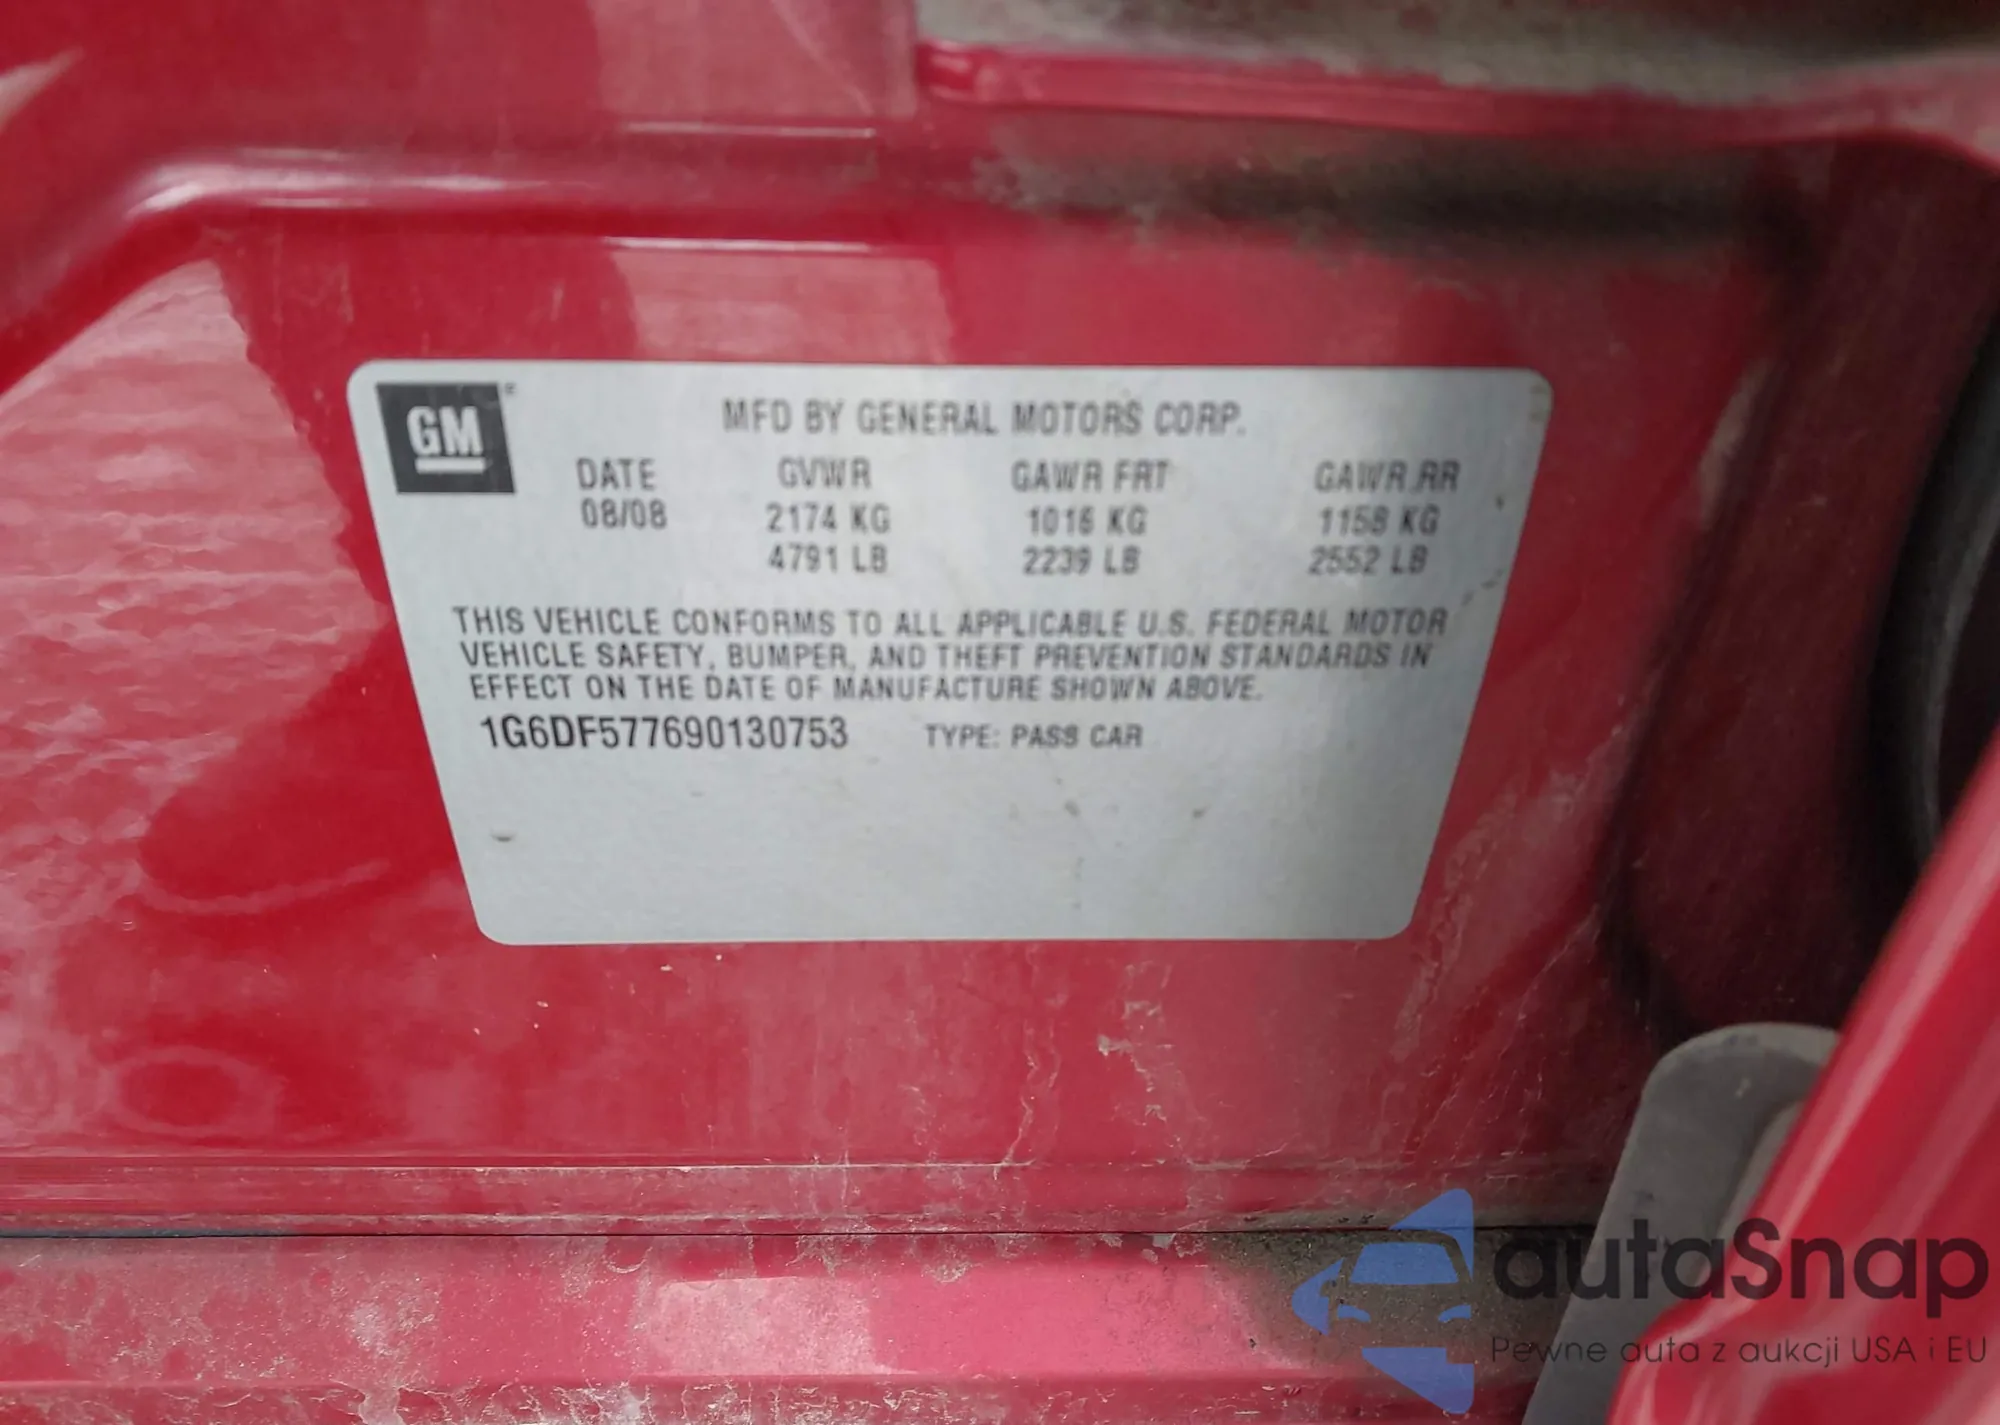 GM
MFD BY GENERAL MOTORS CORP.
DATE GVWR GAWR FRT GAWR RR
08/08 2174 KG 1016 KG 1158 KG
4791 LB 2239 LB 2552 LB
THIS VEHICLE CONFORMS TO ALL APPLICABLE U.S. FEDERAL MOTOR
VEHICLE SAFETY, BUMPER, AND THEFT PREVENTION STANDARDS IN
EFFECT ON THE DATE OF MANUFACTURE SHOWN ABOVE.
1G6DF577690130753 TYPE: PASS CAR
autaSnap
Pewne auta z aukcji USA i EU